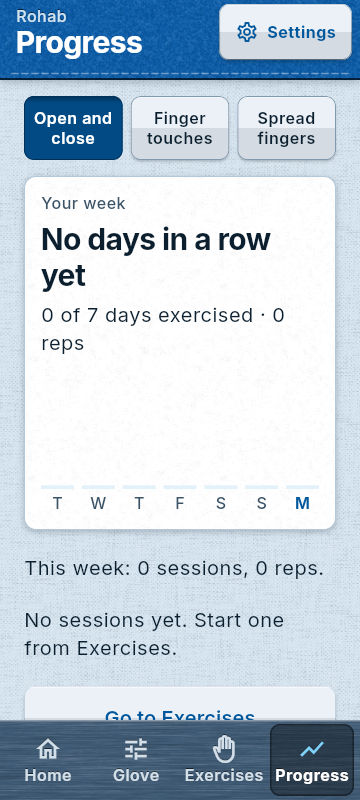 Rohab
Progress
Settings
Open and
close
Finger
touches
Spread
fingers
Your week
No days in a row
yet
0 of 7 days exercised · 0
reps
T W T F S S M
This week: 0 sessions, 0 reps.
No sessions yet. Start one
from Exercises.
Go to Exercises
Home Glove Exercises Progress